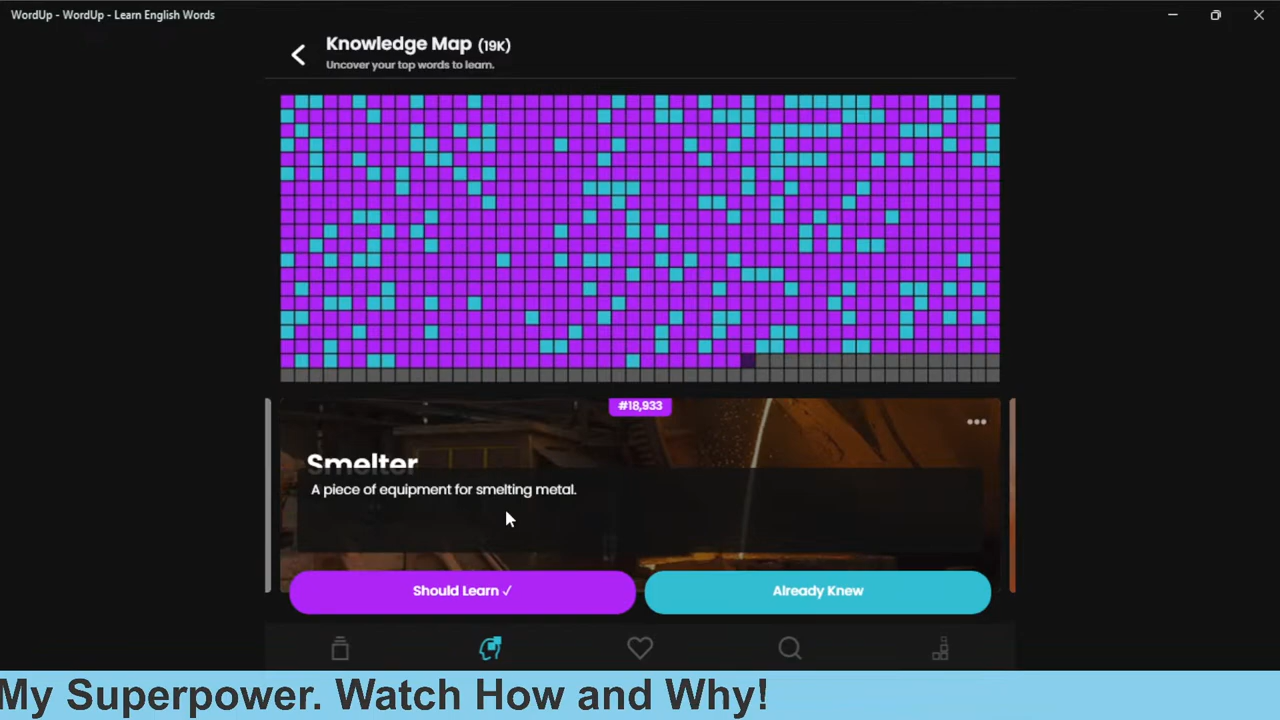 WordUp - WordUp - Learn English Words
Knowledge Map (19K)
Uncover your top words to learn.
#18,933
Smelter
A piece of equipment for smelting metal.
Should Learn ✓
Already Knew
My Superpower. Watch How and Why!